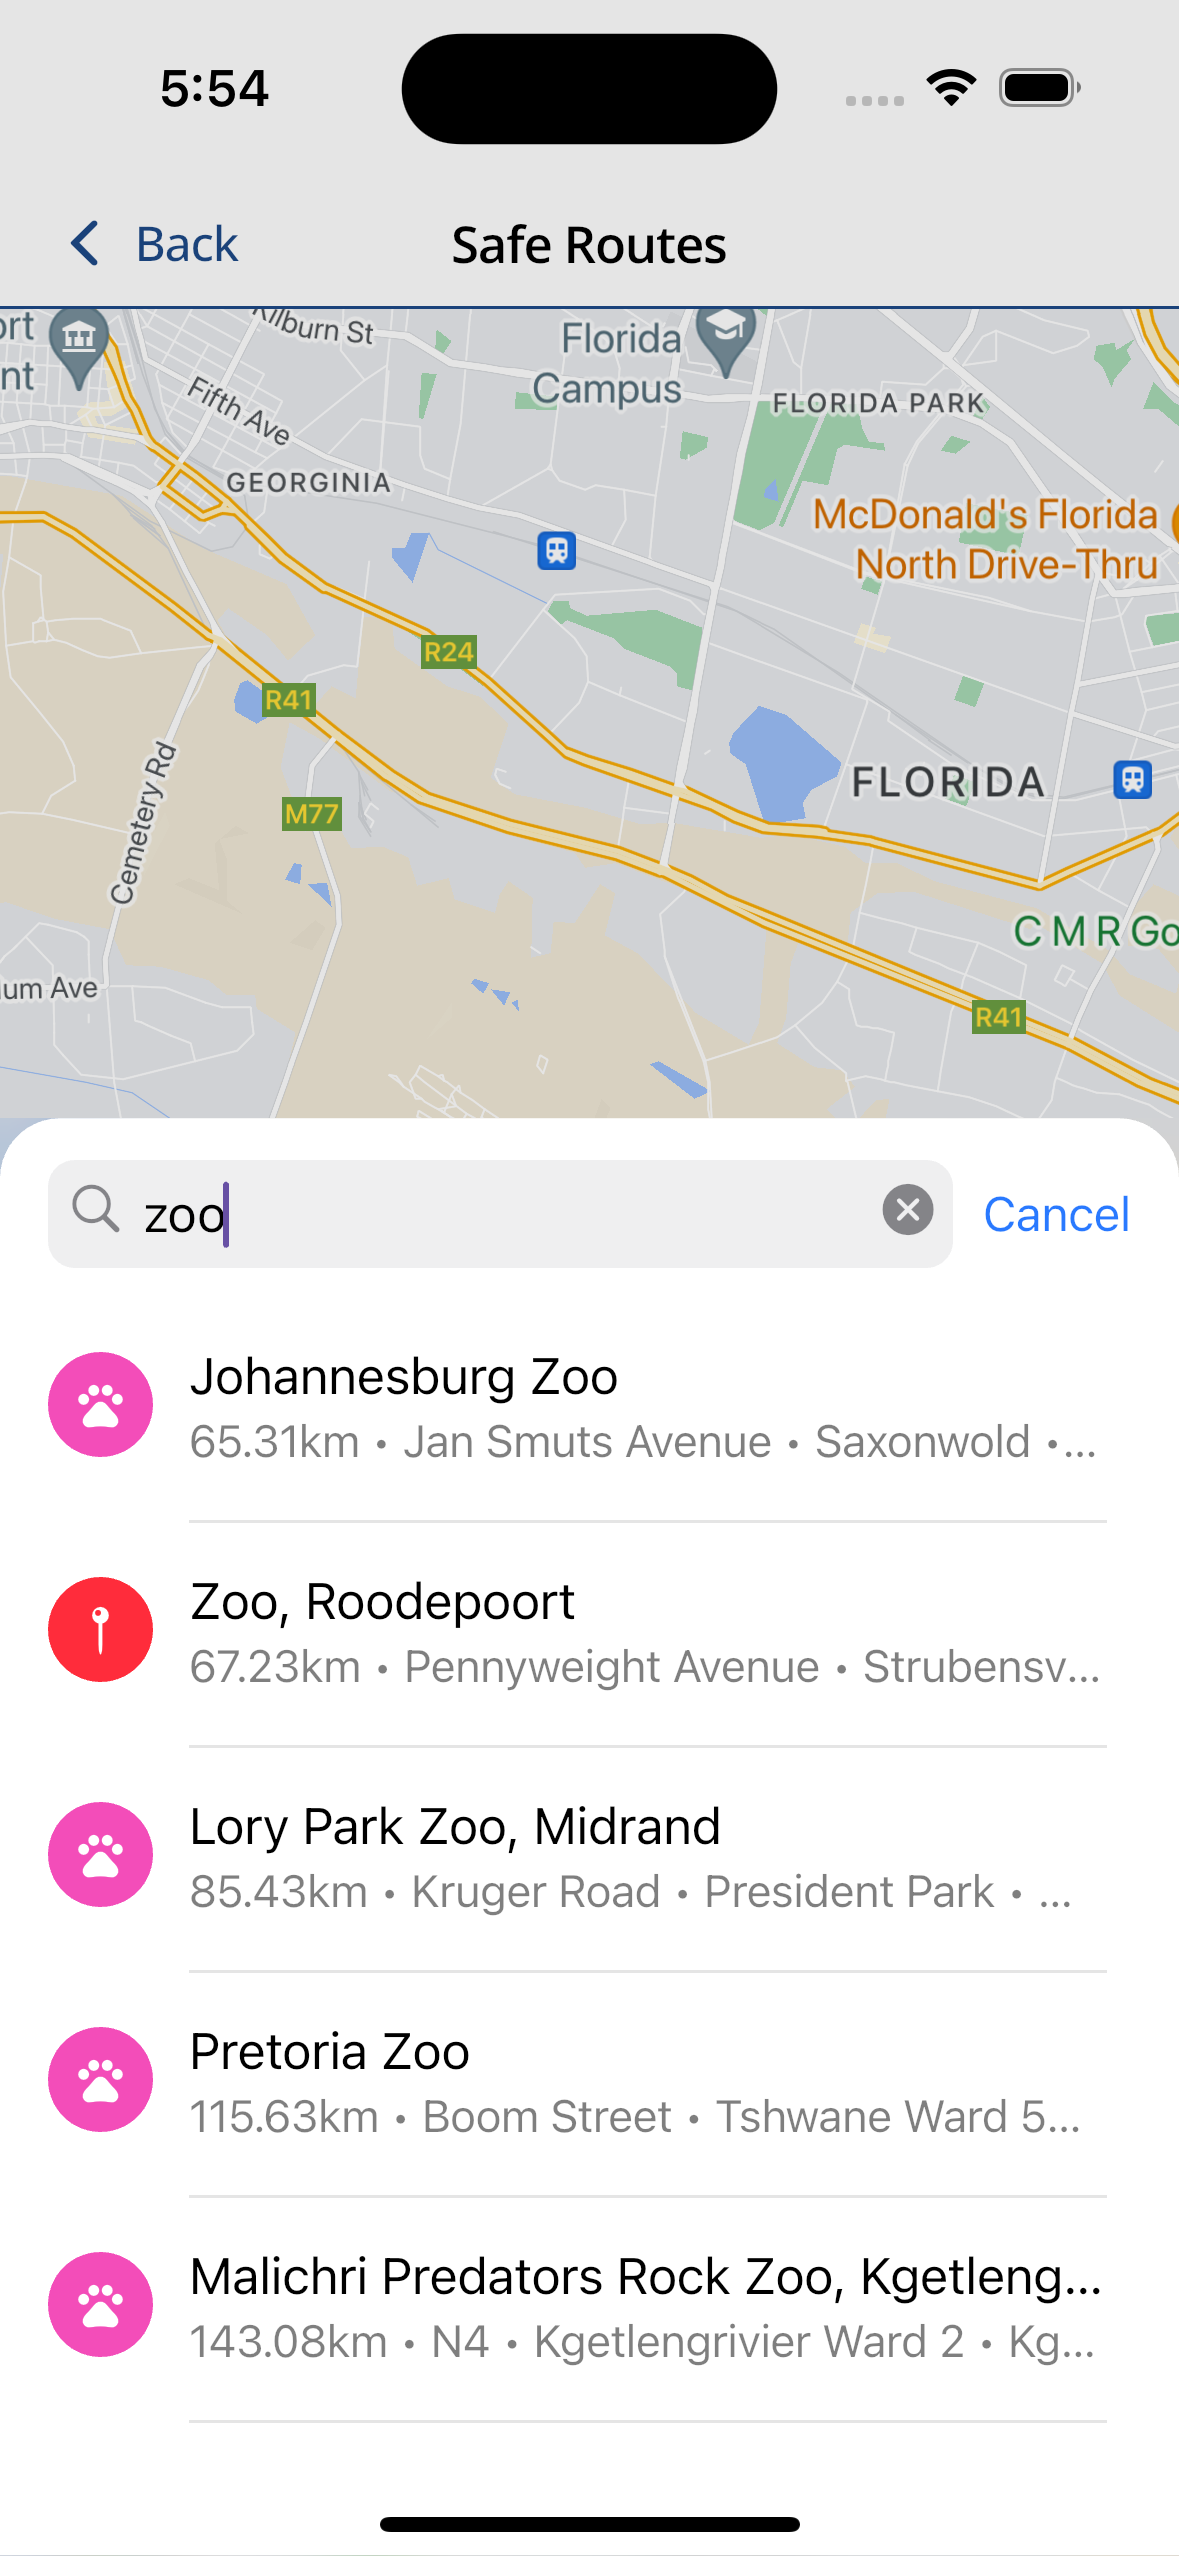 5:54
Back
Safe Routes
ort
nt
Kilburn St
Florida
Campus
Fifth Ave
FLORIDA PARK
GEORGINIA
McDonald's Florida
North Drive-Thru
R24
R41
Cemetery Rd
FLORIDA
M77
C M R Go
um Ave
R41
zoo
Cancel
Johannesburg Zoo
65.31km • Jan Smuts Avenue • Saxonwold •...
Zoo, Roodepoort
67.23km • Pennyweight Avenue • Strubensv...
Lory Park Zoo, Midrand
85.43km • Kruger Road • President Park • ...
Pretoria Zoo
115.63km • Boom Street • Tshwane Ward 5...
Malichri Predators Rock Zoo, Kgetleng...
143.08km • N4 • Kgetlengrivier Ward 2 • Kg...